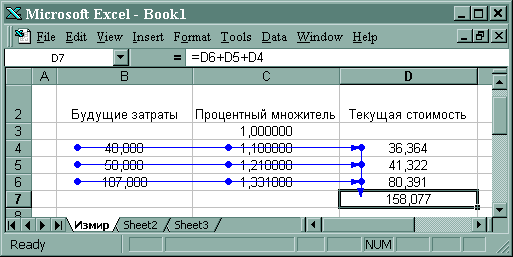 Microsoft Excel - Book1
File Edit View Insert Format Tools Data Window Help
D7 = =D6+D5+D4
A B C D
2 Будущие затраты Процентный множитель Текущая стоимость
3 1,000000
4 40,000 1,100000 36,364
5 50,000 1,210000 41,322
6 107,000 1,331000 80,391
7 158,077
8
Измир Sheet2 Sheet3
Ready NUM